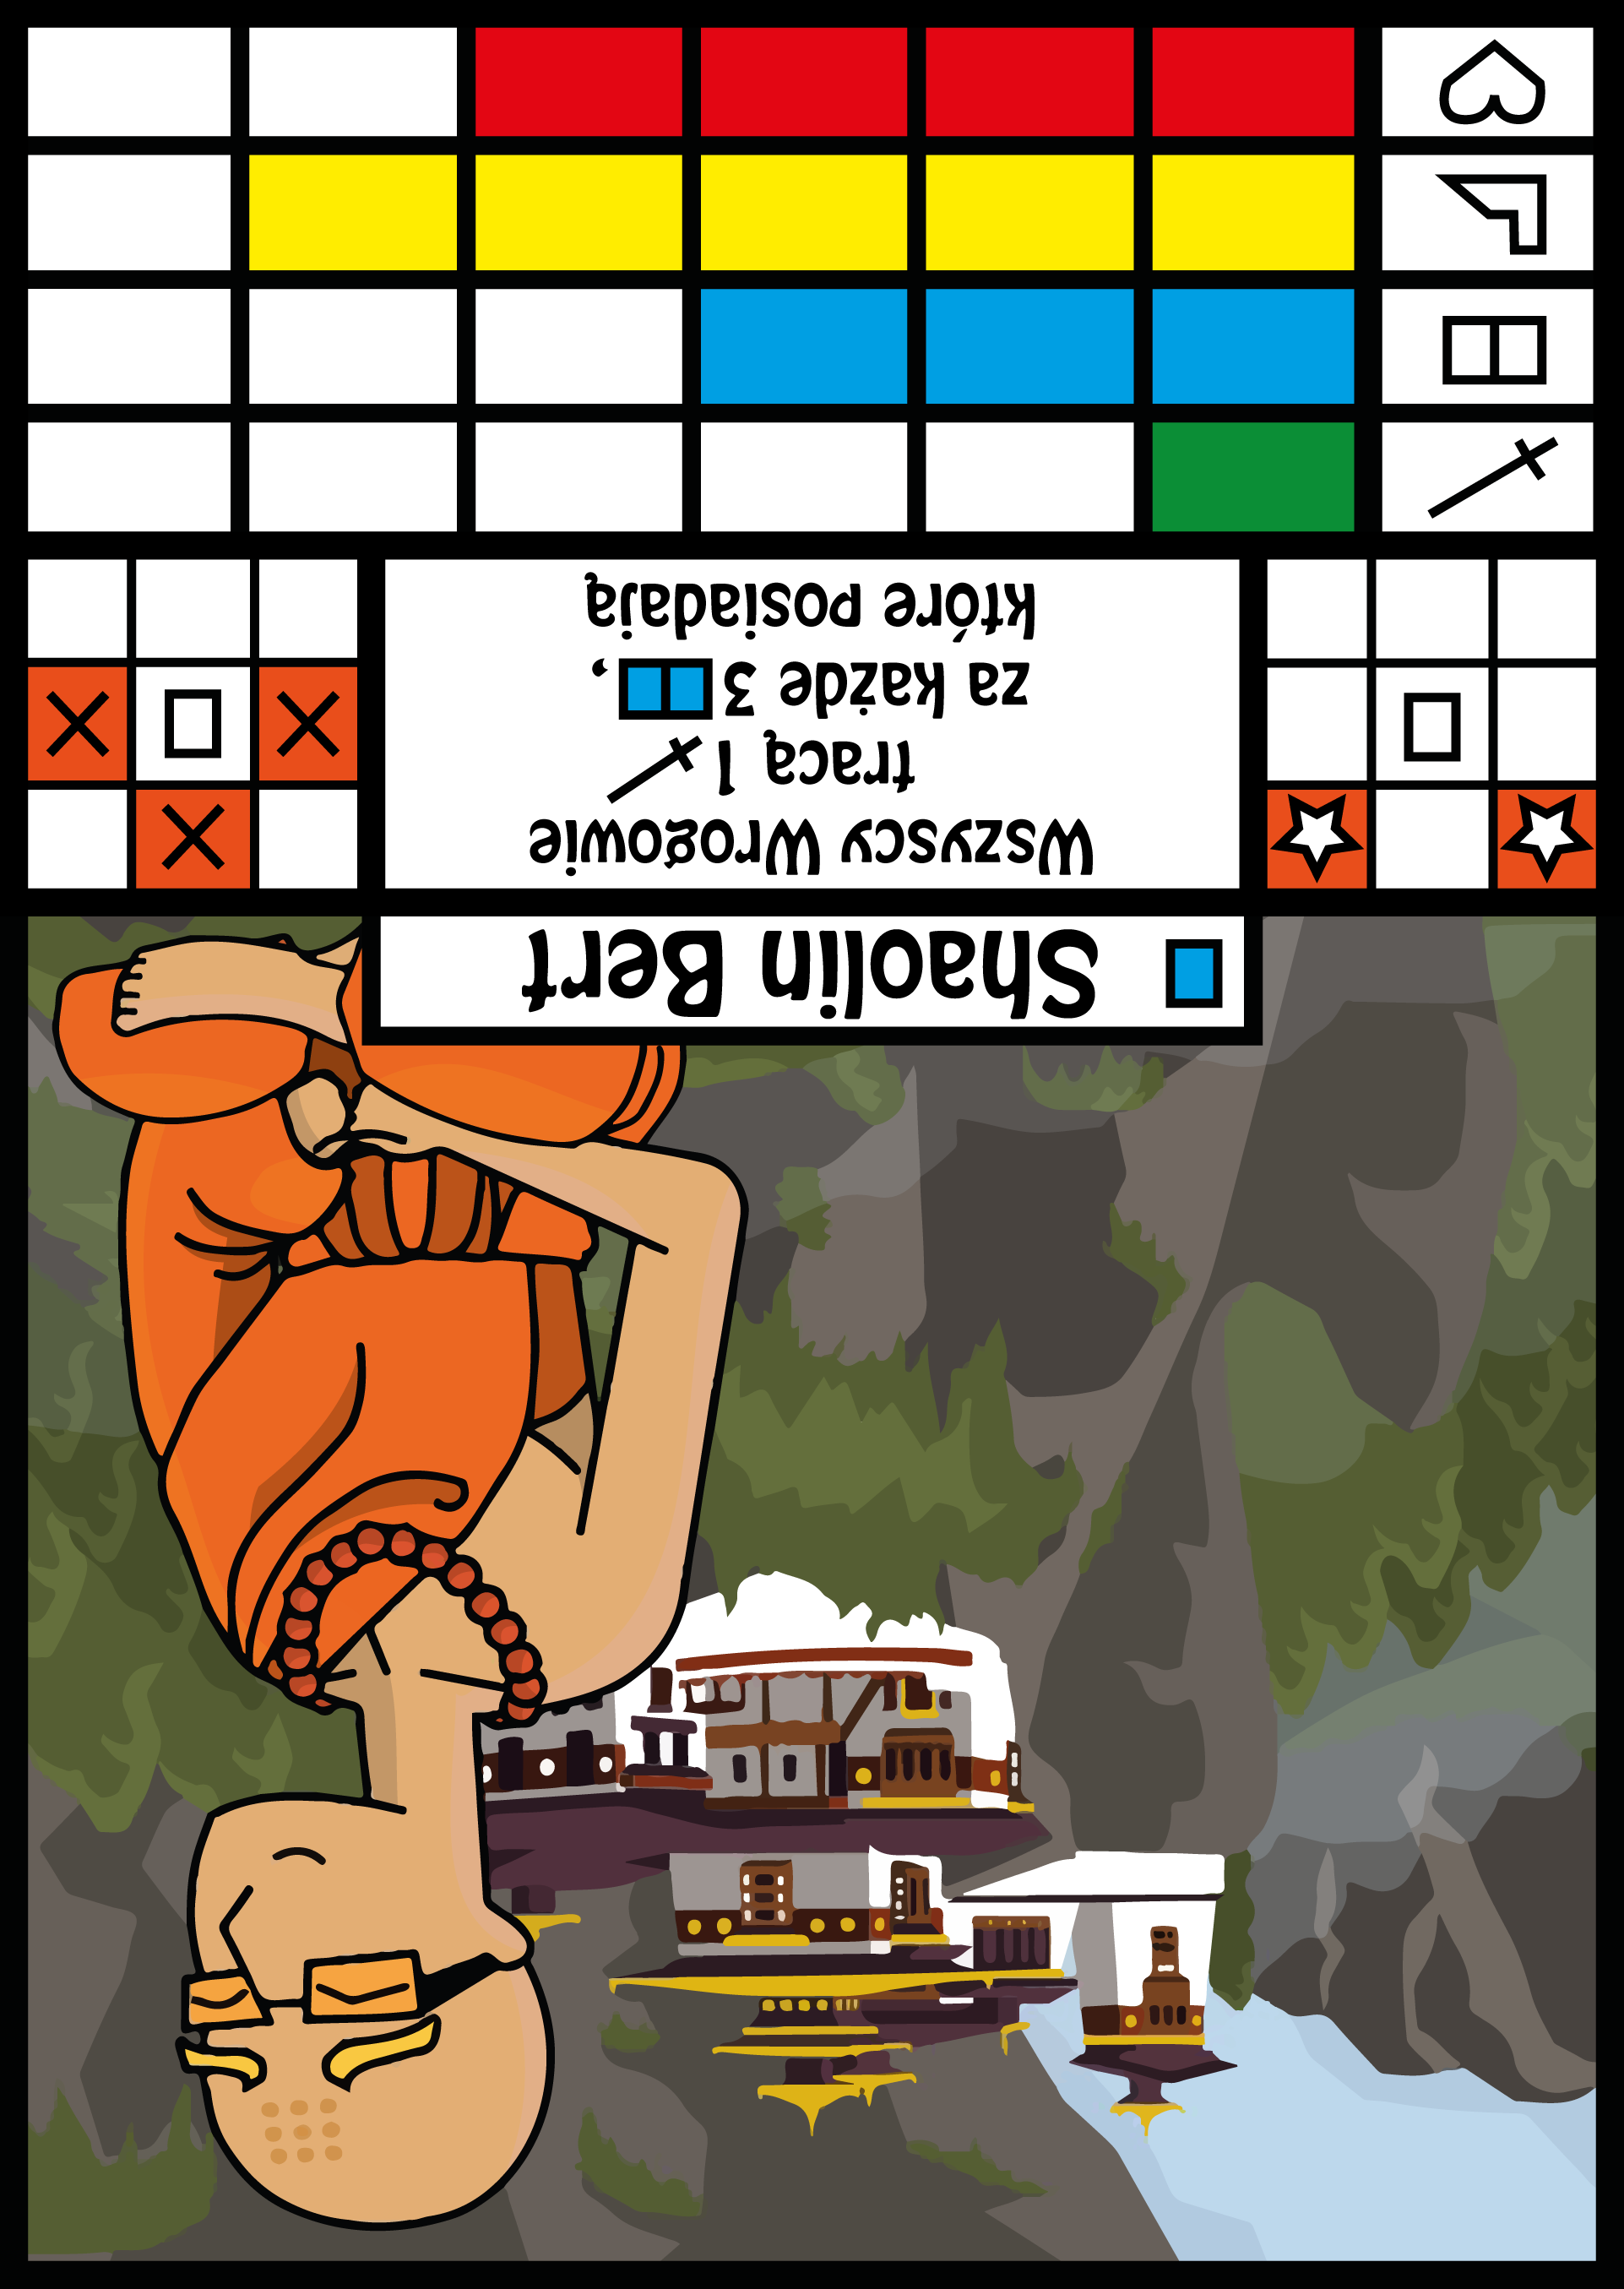 Shaolin Bert
Wszyscy Wrogowie
tracą 1
za każde 3 ,
które posiadają